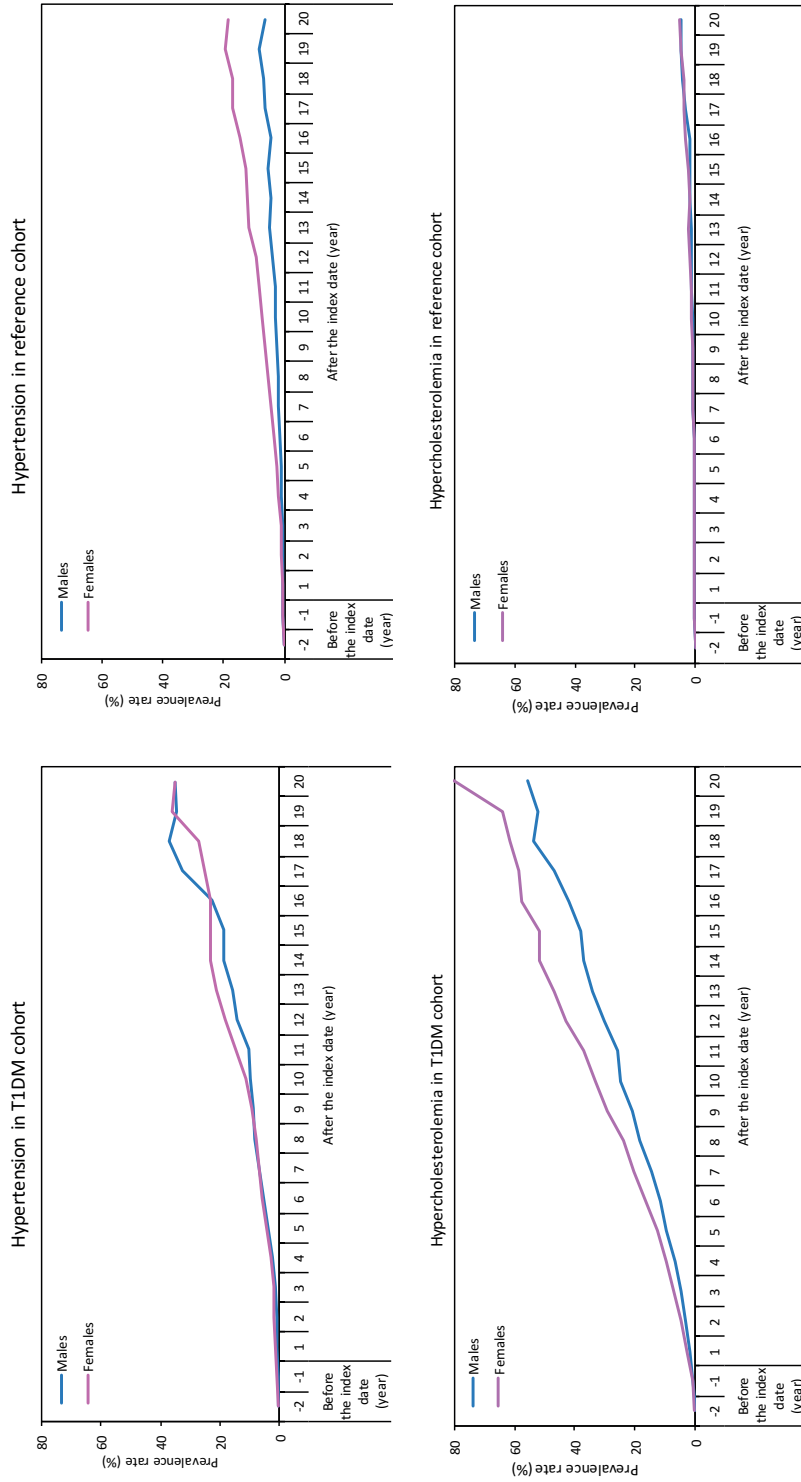 Hypertension in T1DM cohort
Males
Females
Prevalence rate (%)
80
60
40
20
0
-2 -1 1 2 3 4 5 6 7 8 9 10 11 12 13 14 15 16 17 18 19 20
Before
the index
date
(year)
After the index date (year)
Hypertension in reference cohort
Males
Females
Prevalence rate (%)
80
60
40
20
0
-2 -1 1 2 3 4 5 6 7 8 9 10 11 12 13 14 15 16 17 18 19 20
Before
the index
date
(year)
After the index date (year)
Hypercholesterolemia in T1DM cohort
Males
Females
Prevalence rate (%)
80
60
40
20
0
-2 -1 1 2 3 4 5 6 7 8 9 10 11 12 13 14 15 16 17 18 19 20
Before
the index
date
(year)
After the index date (year)
Hypercholesterolemia in reference cohort
Males
Females
Prevalence rate (%)
80
60
40
20
0
-2 -1 1 2 3 4 5 6 7 8 9 10 11 12 13 14 15 16 17 18 19 20
Before
the index
date
(year)
After the index date (year)